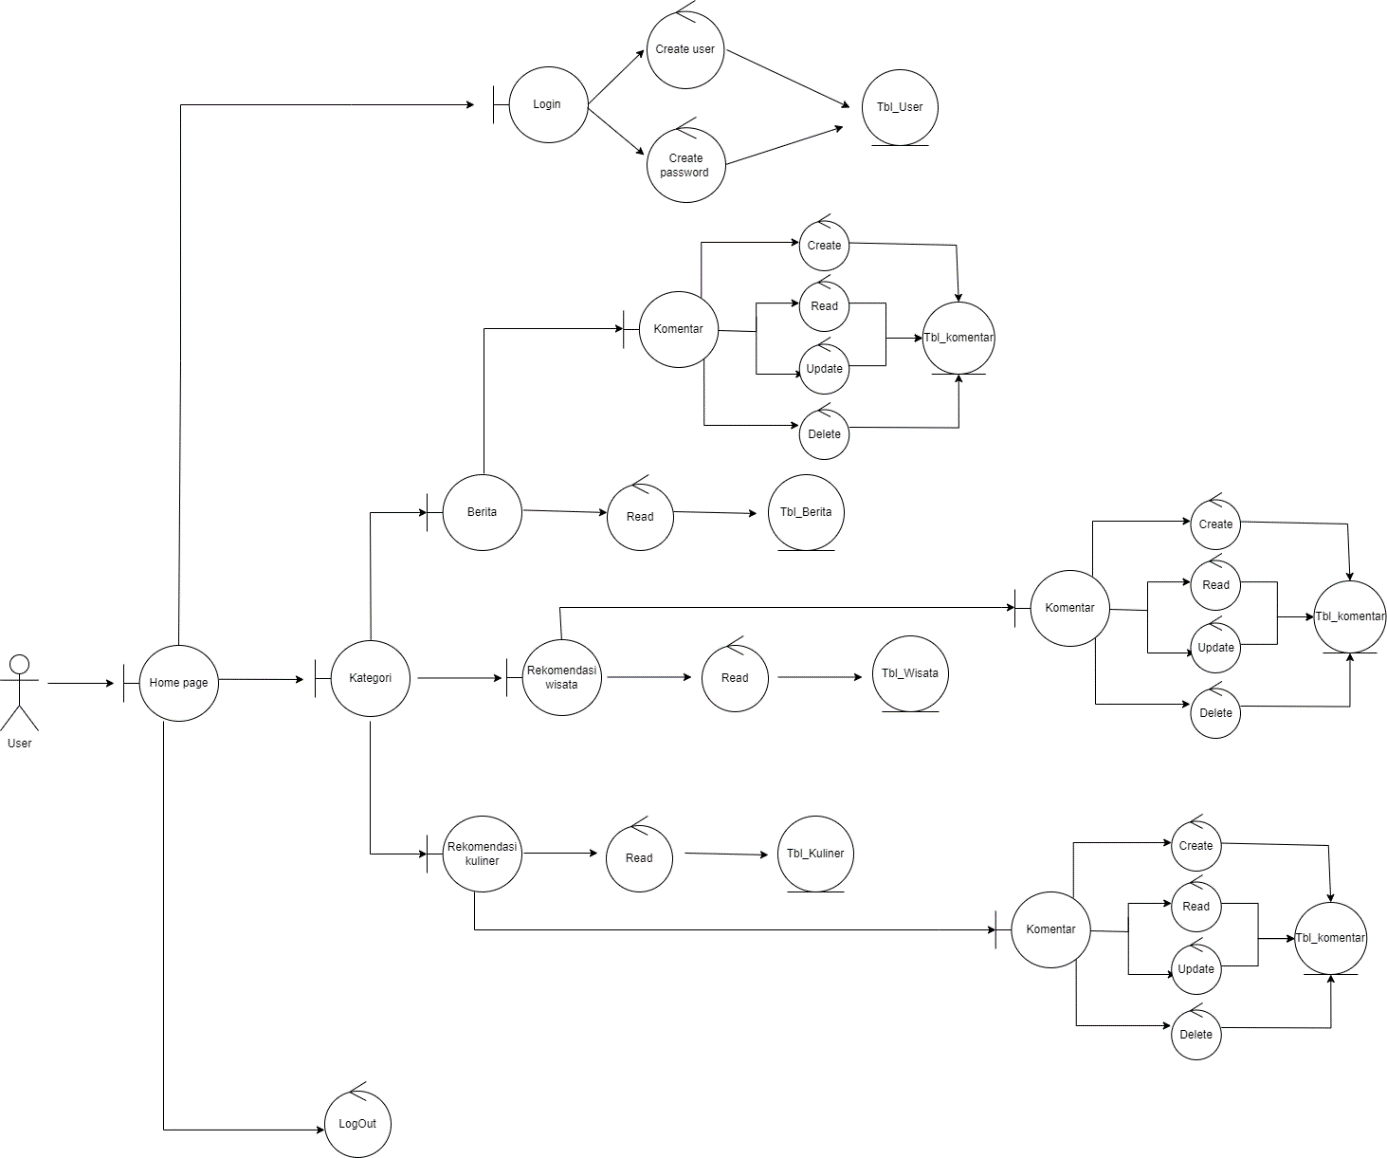 Create user
Login
Tbl_User
Create
password
Create
Read
Komentar
Tbl_komentar
Update
Delete
Berita
Read
Tbl_Berita
Create
Read
Komentar
Tbl_komentar
Update
Delete
User
Home page
Kategori
Rekomendasi
wisata
Read
Tbl_Wisata
Rekomendasi
kuliner
Read
Tbl_Kuliner
Create
Read
Komentar
Tbl_komentar
Update
Delete
LogOut